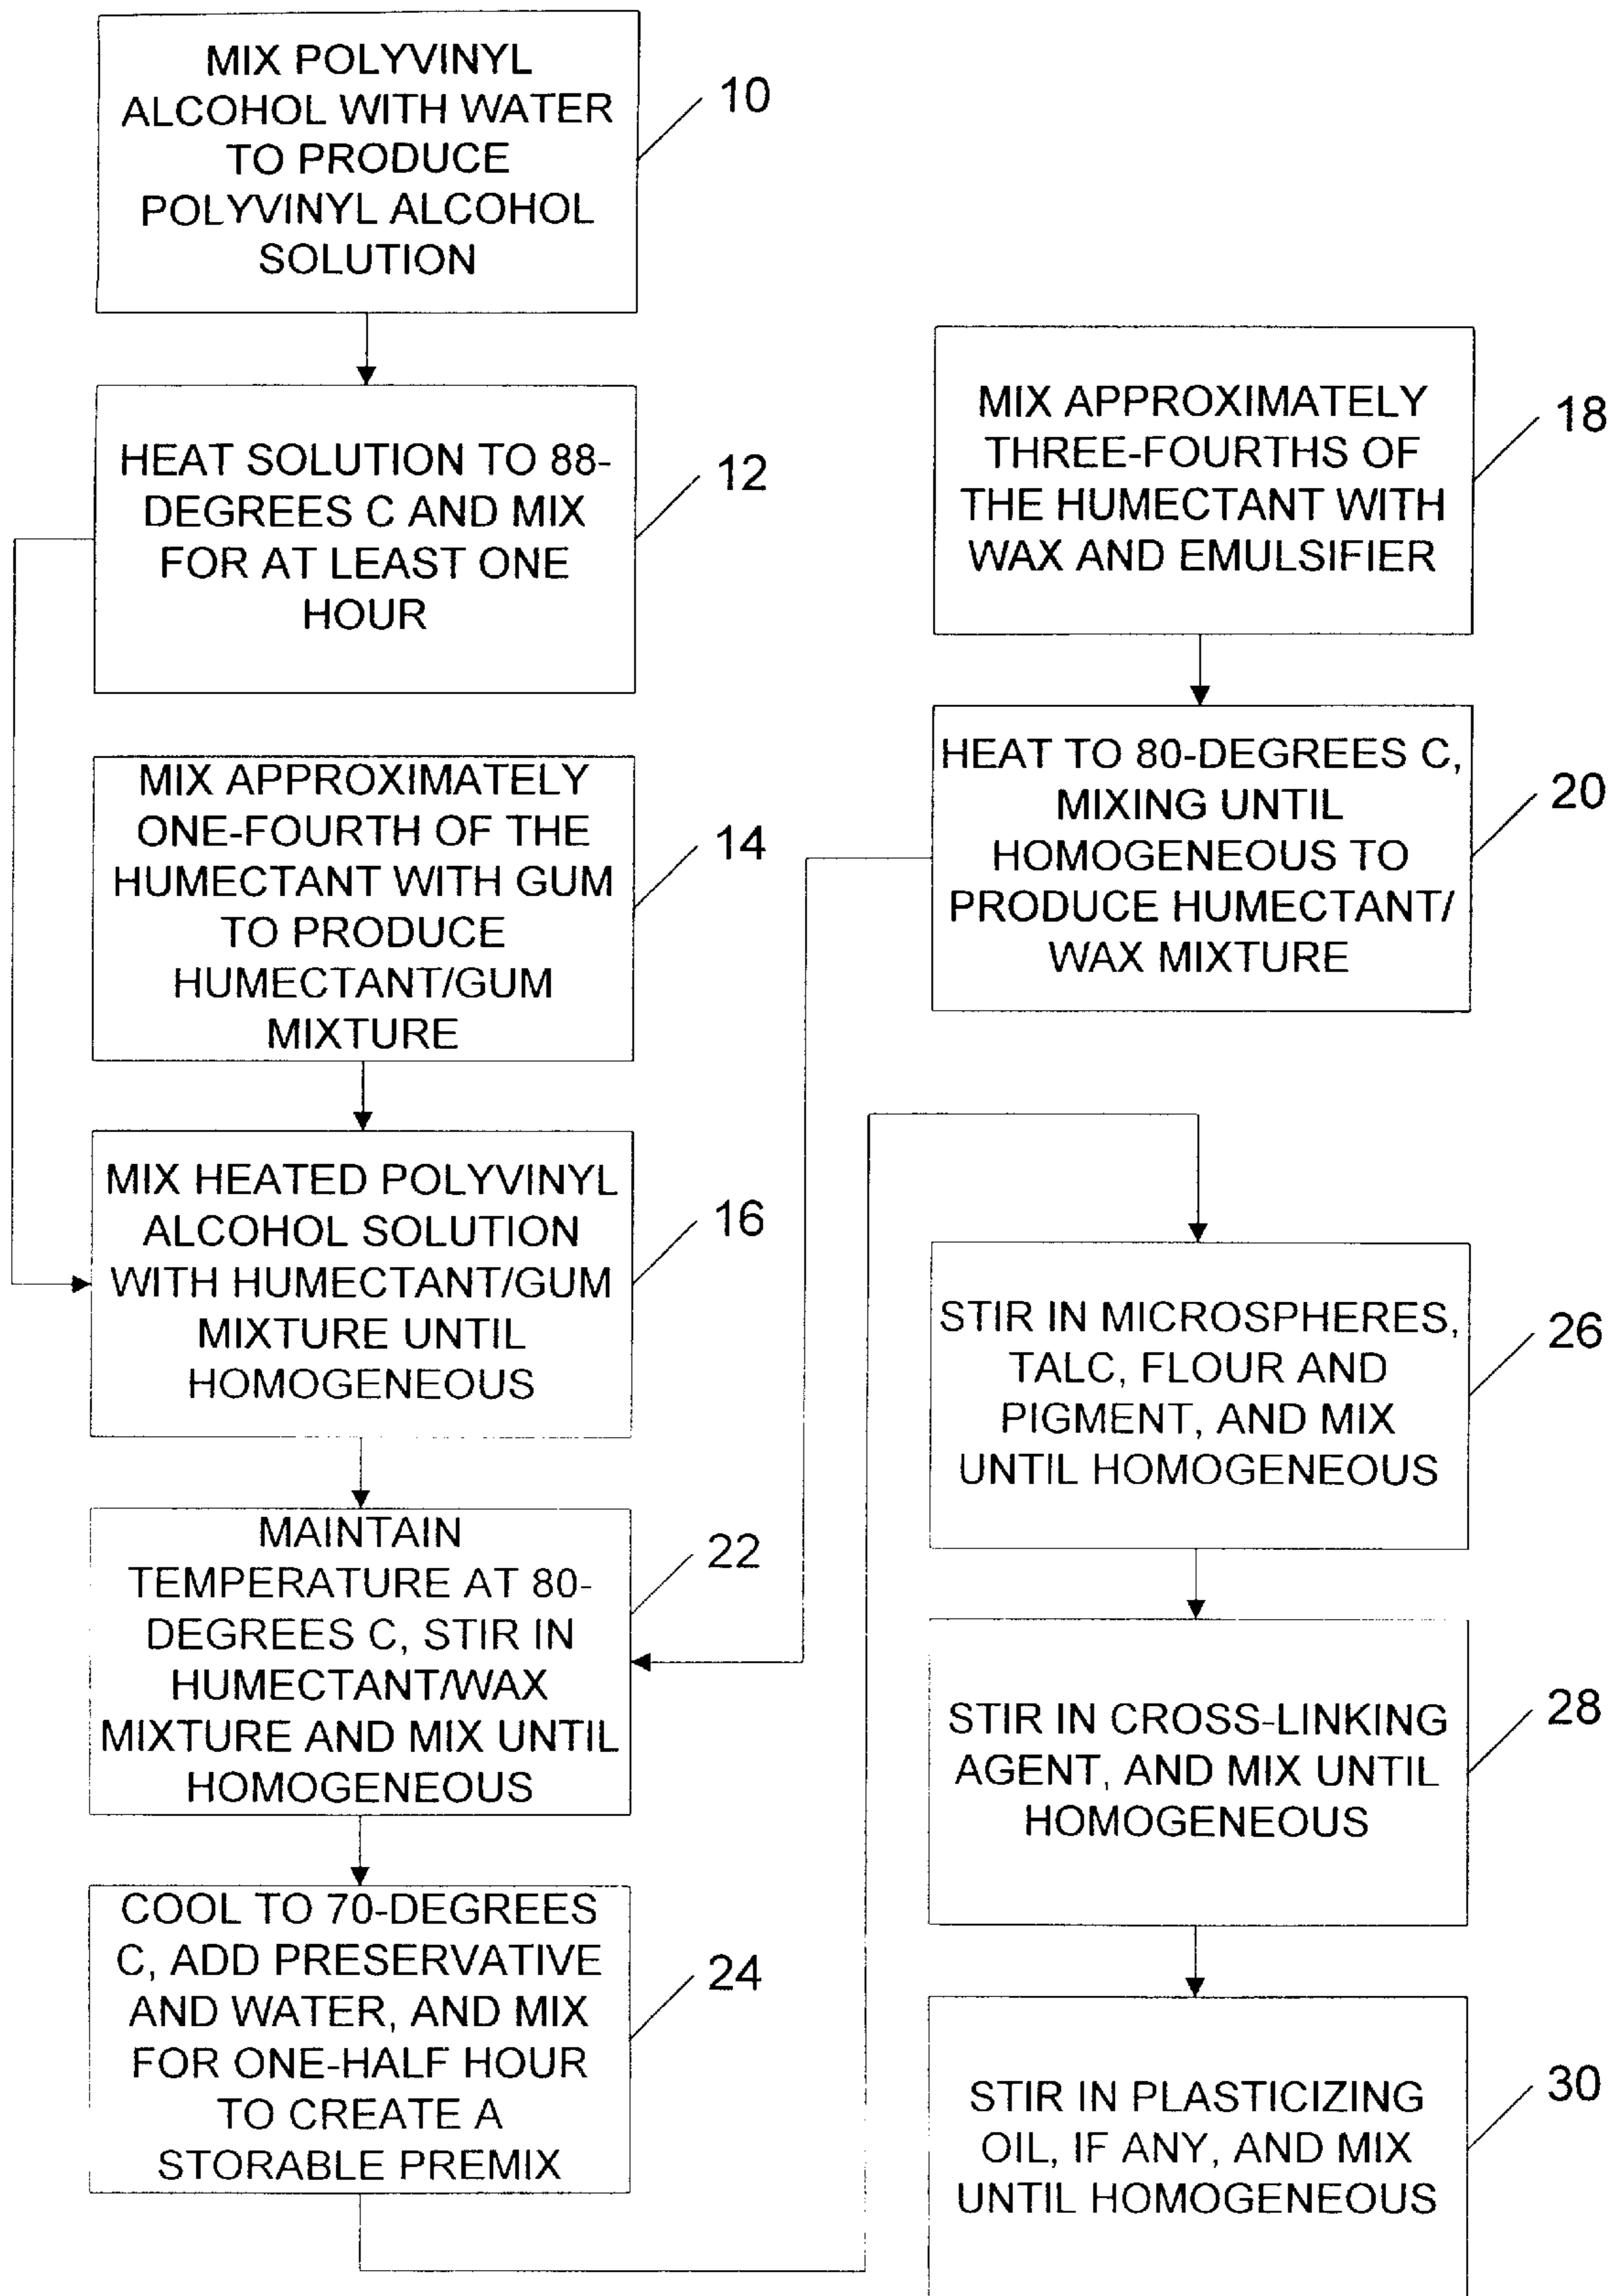 MIX POLYVINYL
ALCOHOL WITH WATER
TO PRODUCE
POLYVINYL ALCOHOL
SOLUTION
10
HEAT SOLUTION TO 88-
DEGREES C AND MIX
FOR AT LEAST ONE
HOUR
12
MIX APPROXIMATELY
ONE-FOURTH OF THE
HUMECTANT WITH GUM
TO PRODUCE
HUMECTANT/GUM
MIXTURE
14
MIX HEATED POLYVINYL
ALCOHOL SOLUTION
WITH HUMECTANT/GUM
MIXTURE UNTIL
HOMOGENEOUS
16
MIX APPROXIMATELY
THREE-FOURTHS OF
THE HUMECTANT WITH
WAX AND EMULSIFIER
18
HEAT TO 80-DEGREES C,
MIXING UNTIL
HOMOGENEOUS TO
PRODUCE HUMECTANT/
WAX MIXTURE
20
MAINTAIN
TEMPERATURE AT 80-
DEGREES C, STIR IN
HUMECTANT/WAX
MIXTURE AND MIX UNTIL
HOMOGENEOUS
22
COOL TO 70-DEGREES
C, ADD PRESERVATIVE
AND WATER, AND MIX
FOR ONE-HALF HOUR
TO CREATE A
STORABLE PREMIX
24
STIR IN MICROSPHERES,
TALC, FLOUR AND
PIGMENT, AND MIX
UNTIL HOMOGENEOUS
26
STIR IN CROSS-LINKING
AGENT, AND MIX UNTIL
HOMOGENEOUS
28
STIR IN PLASTICIZING
OIL, IF ANY, AND MIX
UNTIL HOMOGENEOUS
30